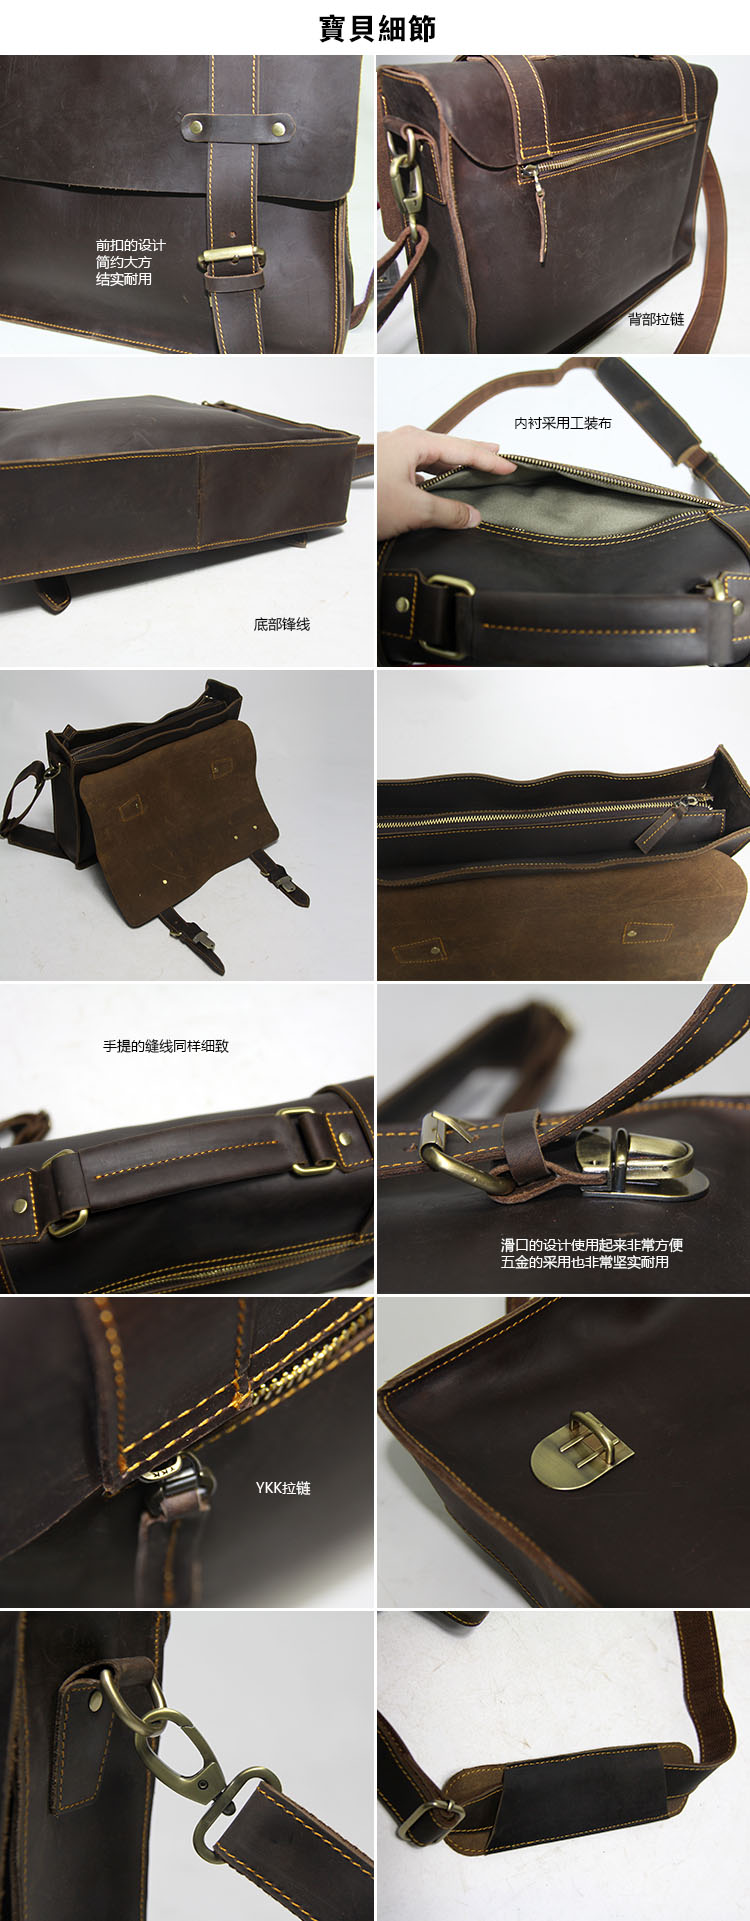 寶貝細節
前扣的设计
简约大方
结实耐用
背部拉链
内衬采用工装布
底部锋线
手提的缝线同样细致
滑口的设计使用起来非常方便
五金的采用也非常坚实耐用
YKK拉链